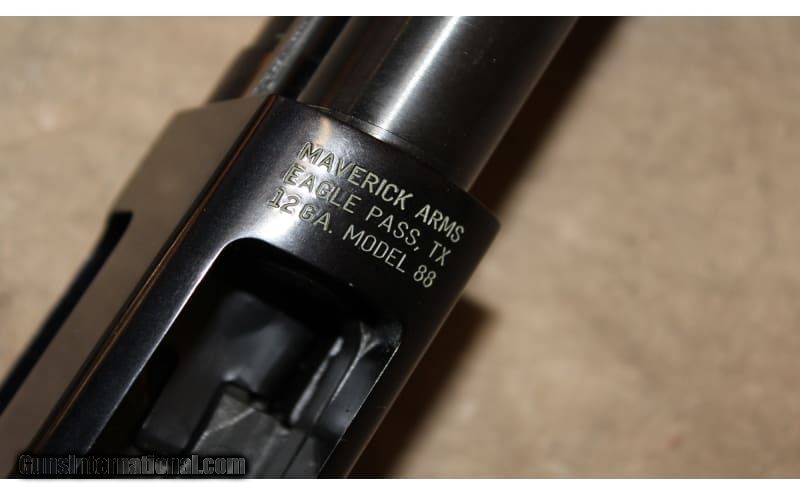 MAVERICK ARMS
EAGLE PASS, TX
12GA. MODEL 88
GunsInternational.com